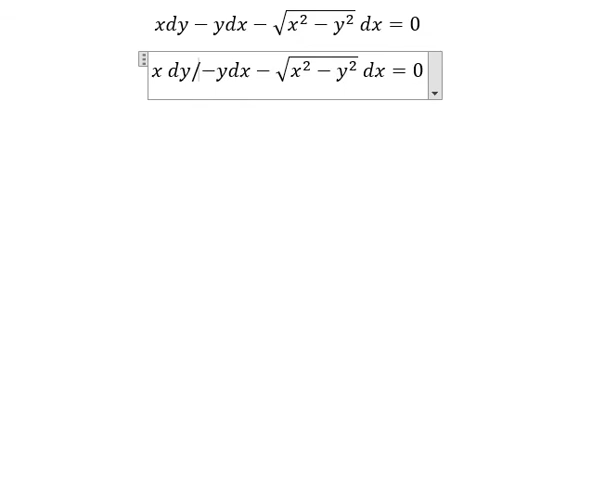 xdy − ydx − √(x² − y²) dx = 0
x dy/−ydx − √(x² − y²) dx = 0